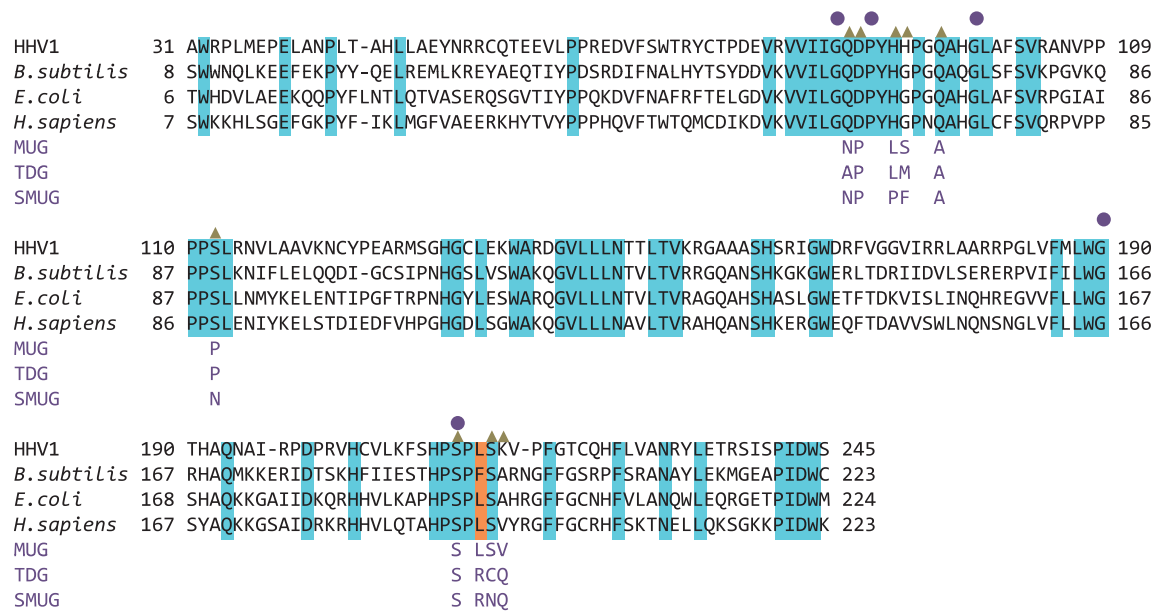 HHV1 31 AWRPLMEPELANPLT-AHLLAEYNRRCQTEEVLPPREDVFSWTRYCTPDEVRVVIIGQDPYHHPGQAHGLAFSVRANVPP 109
B.subtilis 8 SWWNQLKEEFEKPYY-QELREMLKREYAEQTIYPDSRDIFNALHYTSYDDVKVVILGQDPYHGPGQAQGLSFSVKPGVKQ 86
E.coli 6 TWHDVLAEEKQQPYFLNTLQTVASERQSGVTIYPPQKDVFNAFRFTELGDVKVVILGQDPYHGPGQAHGLAFSVRPGIAI 86
H.sapiens 7 SWKKHLSGEFGKPYF-IKLMGFVAEERKHYTVYPPPHQVFTWTQMCDIKDVKVVILGQDPYHGPNQAHGLCFSVQRPVPP 85
MUG NP LS A
TDG AP LM A
SMUG NP PF A
HHV1 110 PPSLRNVLAAVKNCYPEARMSGHGCLEKWARDGVLLLNTTLTVKRGAAASHSRIGWDRFVGGVIRRLAARRPGLVFMLWG 190
B.subtilis 87 PPSLKNIFLELQQDI-GCSIPNHGSLVSWAKQGVLLLNTVLTVRRGQANSHKGKGWERLTDRIIDVLSERERPVIFILWG 166
E.coli 87 PPSLLNMYKELENTIPGFTRPNHGYLESWARQGVLLLNTVLTVRAGQAHSHASLGWETFTDKVISLINQHREGVVFLLWG 167
H.sapiens 86 PPSLENIYKELSTDIEDFVHPGHGDLSGWAKQGVLLLNAVLTVRAHQANSHKERGWEQFTDAVVSWLNQNSNGLVFLLWG 166
MUG P
TDG P
SMUG N
HHV1 190 THAQNAI-RPDPRVHCVLKFSHPSPLSKV-PFGTCQHFLVANRYLETRSISPIDWS 245
B.subtilis 167 RHAQMKKERIDTSKHFIIESTHPSPFSARNGFFGSRPFSRANAYLEKMGEAPIDWC 223
E.coli 168 SHAQKKGAIIDKQRHHVLKAPHPSPLSAHRGFFGCNHFVLANQWLEQRGETPIDWM 224
H.sapiens 167 SYAQKKGSAIDRKRHHVLQTAHPSPLSVYRGFFGCRHFSKTNELLQKSGKKPIDWK 223
MUG S LSV
TDG S RCQ
SMUG S RNQ